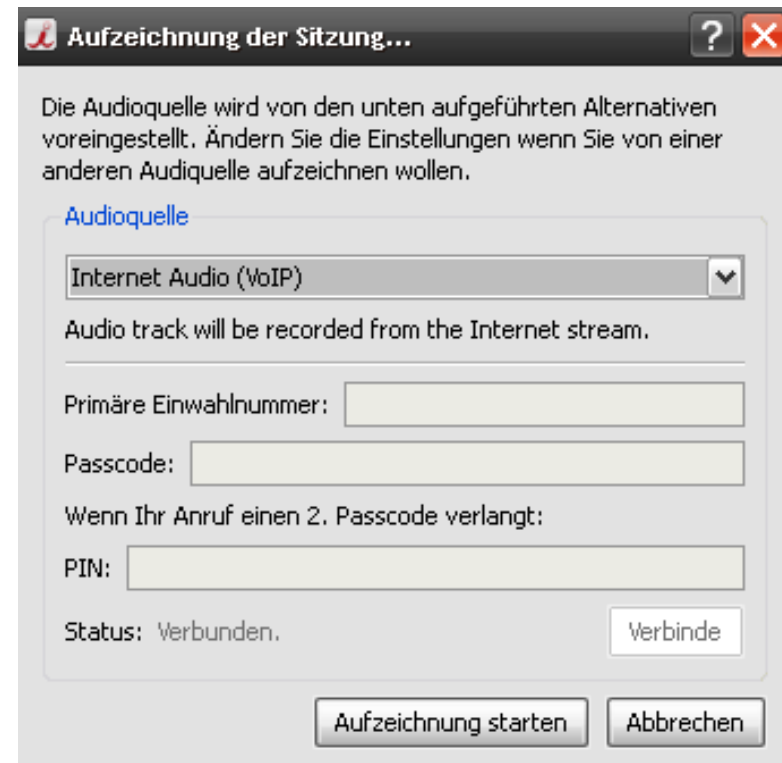 Aufzeichnung der Sitzung...
Die Audioquelle wird von den unten aufgeführten Alternativen
voreingestellt. Ändern Sie die Einstellungen wenn Sie von einer
anderen Audiquelle aufzeichnen wollen.
Audioquelle
Internet Audio (VoIP)
Audio track will be recorded from the Internet stream.
Primäre Einwahlnummer:
Passcode:
Wenn Ihr Anruf einen 2. Passcode verlangt:
PIN:
Status: Verbunden. Verbinde
Aufzeichnung starten Abbrechen